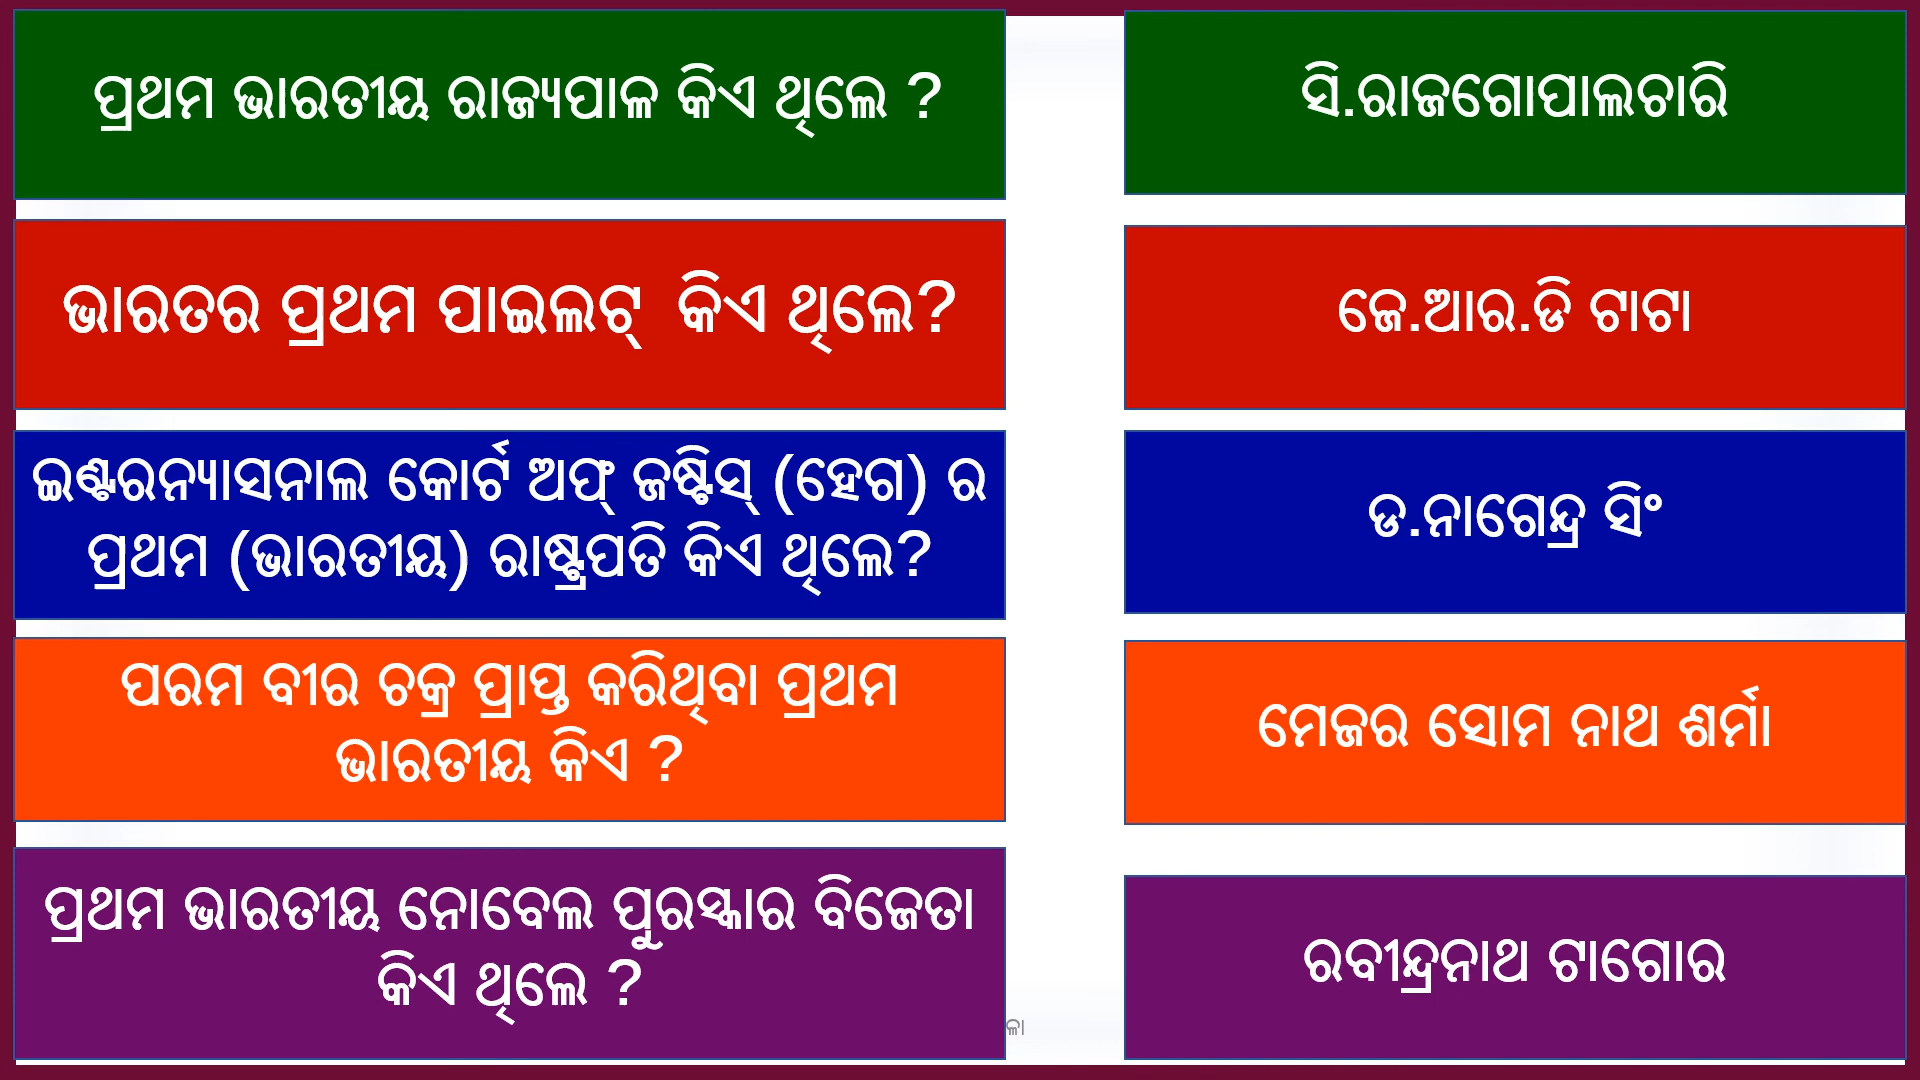 ପ୍ରଥମ ଭାରତୀୟ ରାଜ୍ୟପାଳ କିଏ ଥିଲେ ?
ସି.ରାଜଗୋପାଲଚାରି
ଭାରତର ପ୍ରଥମ ପାଇଲଟ୍ କିଏ ଥିଲେ?
ଜେ.ଆର.ଡି ଟାଟା
ଇଣ୍ଟରନ୍ୟାସନାଲ କୋର୍ଟ ଅଫ୍ ଜଷ୍ଟିସ୍ (ହେଗ) ର
ପ୍ରଥମ (ଭାରତୀୟ) ରାଷ୍ଟ୍ରପତି କିଏ ଥିଲେ?
ଡ.ନାଗେନ୍ଦ୍ର ସିଂ
ପରମ ବୀର ଚକ୍ର ପ୍ରାପ୍ତ କରିଥିବା ପ୍ରଥମ
ଭାରତୀୟ କିଏ ?
ମେଜର ସୋମ ନାଥ ଶର୍ମା
ପ୍ରଥମ ଭାରତୀୟ ନୋବେଲ ପୁରସ୍କାର ବିଜେତା
କିଏ ଥିଲେ ?
ରବୀନ୍ଦ୍ରନାଥ ଟାଗୋର